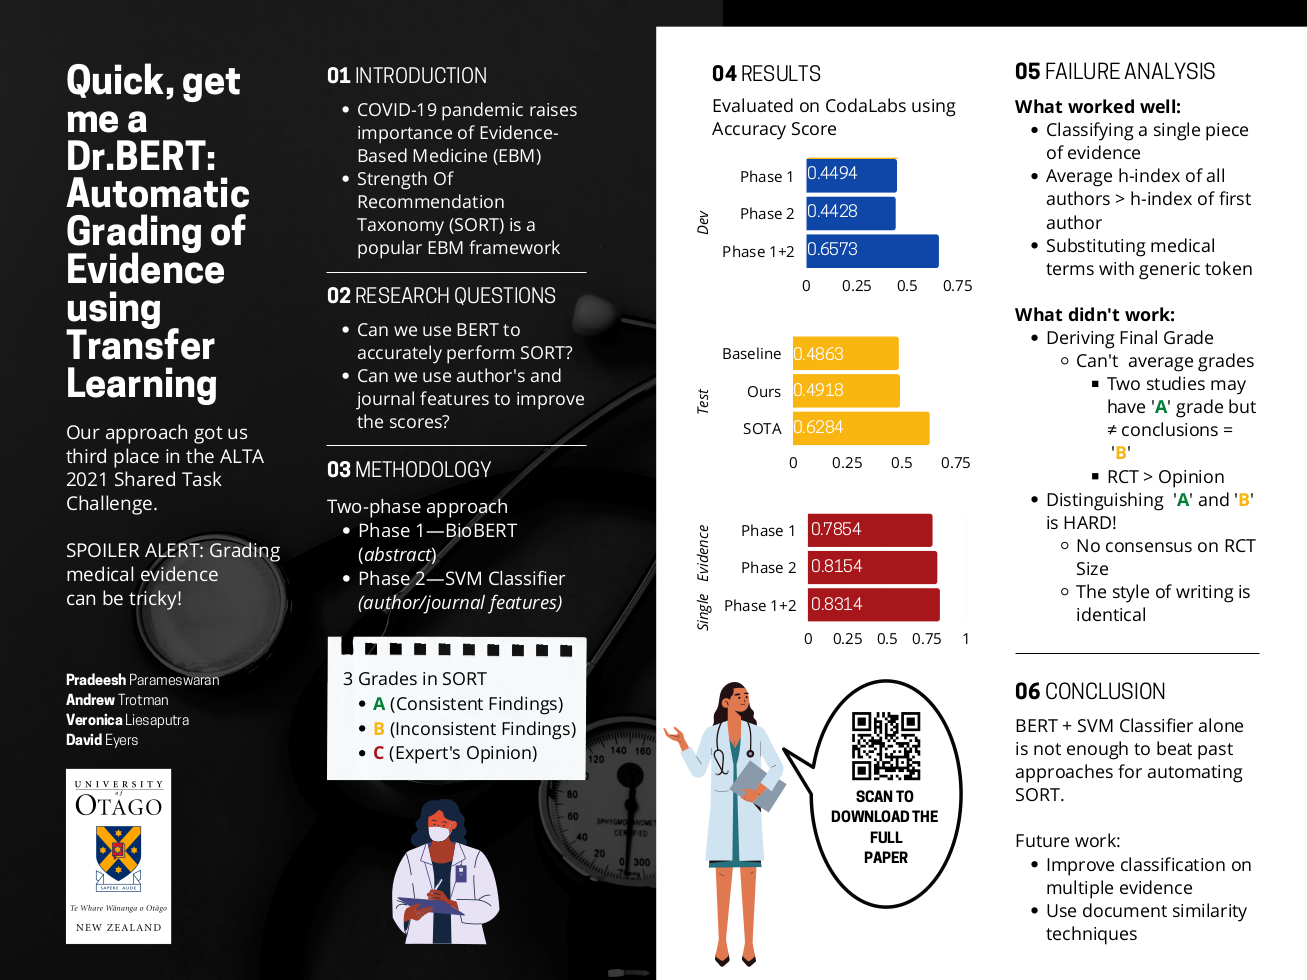 Quick, get
me a
Dr.BERT:
Automatic
Grading of
Evidence
using
Transfer
Learning
Our approach got us
third place in the ALTA
2021 Shared Task
Challenge.
SPOILER ALERT: Grading
medical evidence
can be tricky!
Pradeesh Parameswaran
Andrew Trotman
Veronica Liesaputra
David Eyers
UNIVERSITY
of
OTAGO
SAPERE AUDE
Te Whare Wānanga o Otāgo
NEW ZEALAND
01 INTRODUCTION
• COVID-19 pandemic raises
importance of Evidence-
Based Medicine (EBM)
• Strength Of
Recommendation
Taxonomy (SORT) is a
popular EBM framework
02 RESEARCH QUESTIONS
• Can we use BERT to
accurately perform SORT?
• Can we use author's and
journal features to improve
the scores?
03 METHODOLOGY
Two-phase approach
• Phase 1—BioBERT
(abstract)
• Phase 2—SVM Classifier
(author/journal features)
3 Grades in SORT
• A (Consistent Findings)
• B (Inconsistent Findings)
• C (Expert's Opinion)
140 160
120
80
60
40
20
0 300
CERTIFIED
04 RESULTS
Evaluated on CodaLabs using
Accuracy Score
Dev
Phase 1 0.4494
Phase 2 0.4428
Phase 1+2 0.6573
0 0.25 0.5 0.75
Test
Baseline 0.4863
Ours 0.4918
SOTA 0.6284
0 0.25 0.5 0.75
Single Evidence
Phase 1 0.7854
Phase 2 0.8154
Phase 1+2 0.8314
0 0.25 0.5 0.75 1
SCAN TO
DOWNLOAD THE
FULL
PAPER
05 FAILURE ANALYSIS
What worked well:
• Classifying a single piece
of evidence
• Average h-index of all
authors > h-index of first
author
• Substituting medical
terms with generic token
What didn't work:
• Deriving Final Grade
○ Can't average grades
▪ Two studies may
have 'A' grade but
≠ conclusions =
'B'
▪ RCT > Opinion
• Distinguishing 'A' and 'B'
is HARD!
○ No consensus on RCT
Size
○ The style of writing is
identical
06 CONCLUSION
BERT + SVM Classifier alone
is not enough to beat past
approaches for automating
SORT.
Future work:
• Improve classification on
multiple evidence
• Use document similarity
techniques